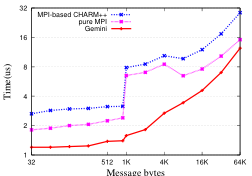 32
16
8
4
2
1
Time(us)
MPI-based CHARM++
pure MPI
Gemini
32 512 1K 4K 16K 64K
Message bytes